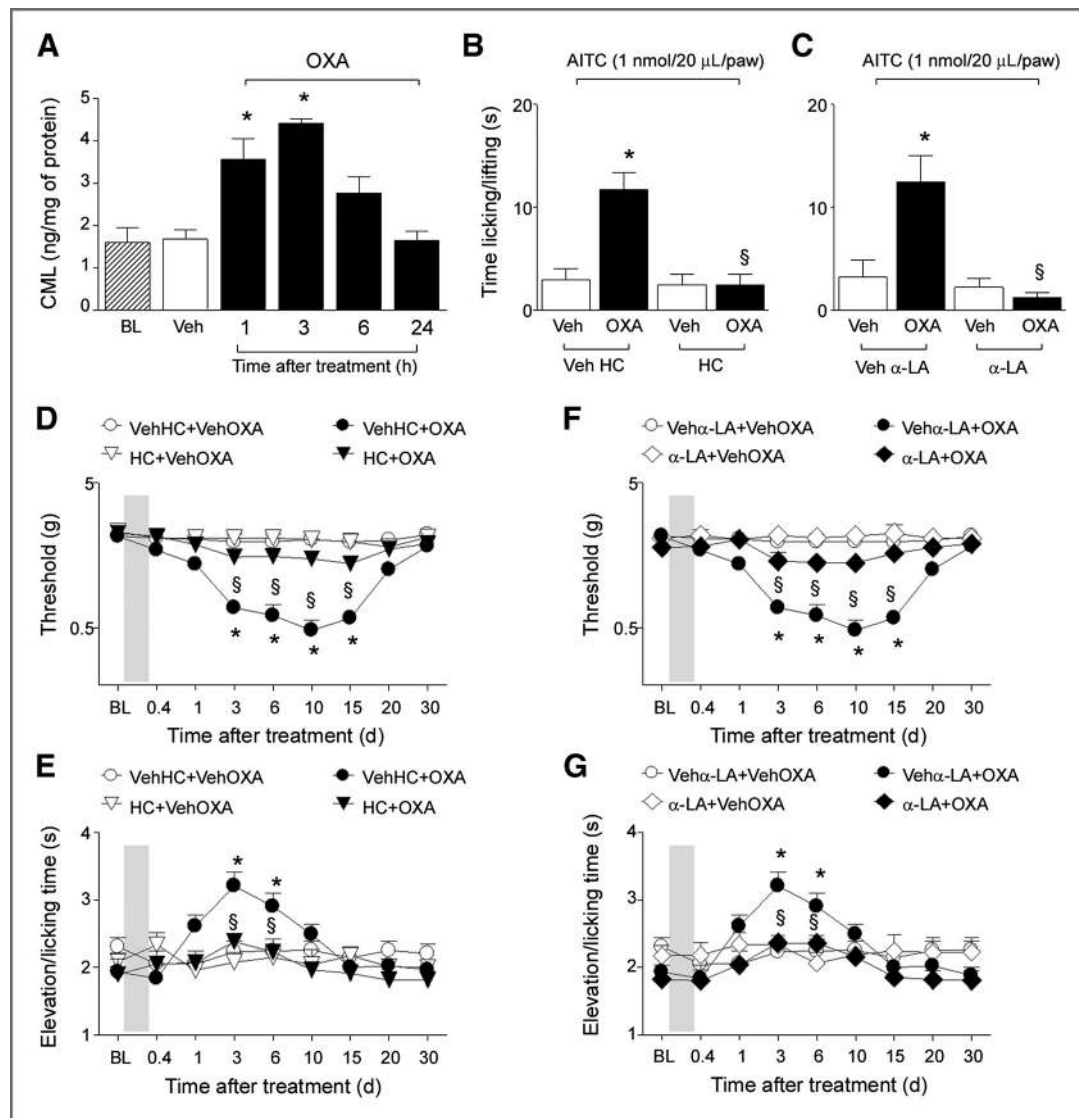 A
OXA
CML (ng/mg of protein)
5
4
3
2
1
0
* *
BL Veh 1 3 6 24
Time after treatment (h)
B
AITC (1 nmol/20 μL/paw)
Time licking/lifting (s)
20
10
0
*
§
Veh OXA Veh OXA
Veh HC HC
C
AITC (1 nmol/20 μL/paw)
20
10
0
*
§
Veh OXA Veh OXA
Veh α-LA α-LA
D
VehHC+VehOXA VehHC+OXA
HC+VehOXA HC+OXA
Threshold (g)
5
0.5
§ § § §
* * * *
BL 0.4 1 3 6 10 15 20 30
Time after treatment (d)
F
Vehα-LA+VehOXA Vehα-LA+OXA
α-LA+VehOXA α-LA+OXA
Threshold (g)
5
0.5
§ § § §
* * * *
BL 0.4 1 3 6 10 15 20 30
Time after treatment (d)
E
VehHC+VehOXA VehHC+OXA
HC+VehOXA HC+OXA
Elevation/licking time (s)
4
3
2
1
* *
§ §
BL 0.4 1 3 6 10 15 20 30
Time after treatment (d)
G
Vehα-LA+VehOXA Vehα-LA+OXA
α-LA+VehOXA α-LA+OXA
Elevation/licking time (s)
4
3
2
1
* *
§ §
BL 0.4 1 3 6 10 15 20 30
Time after treatment (d)